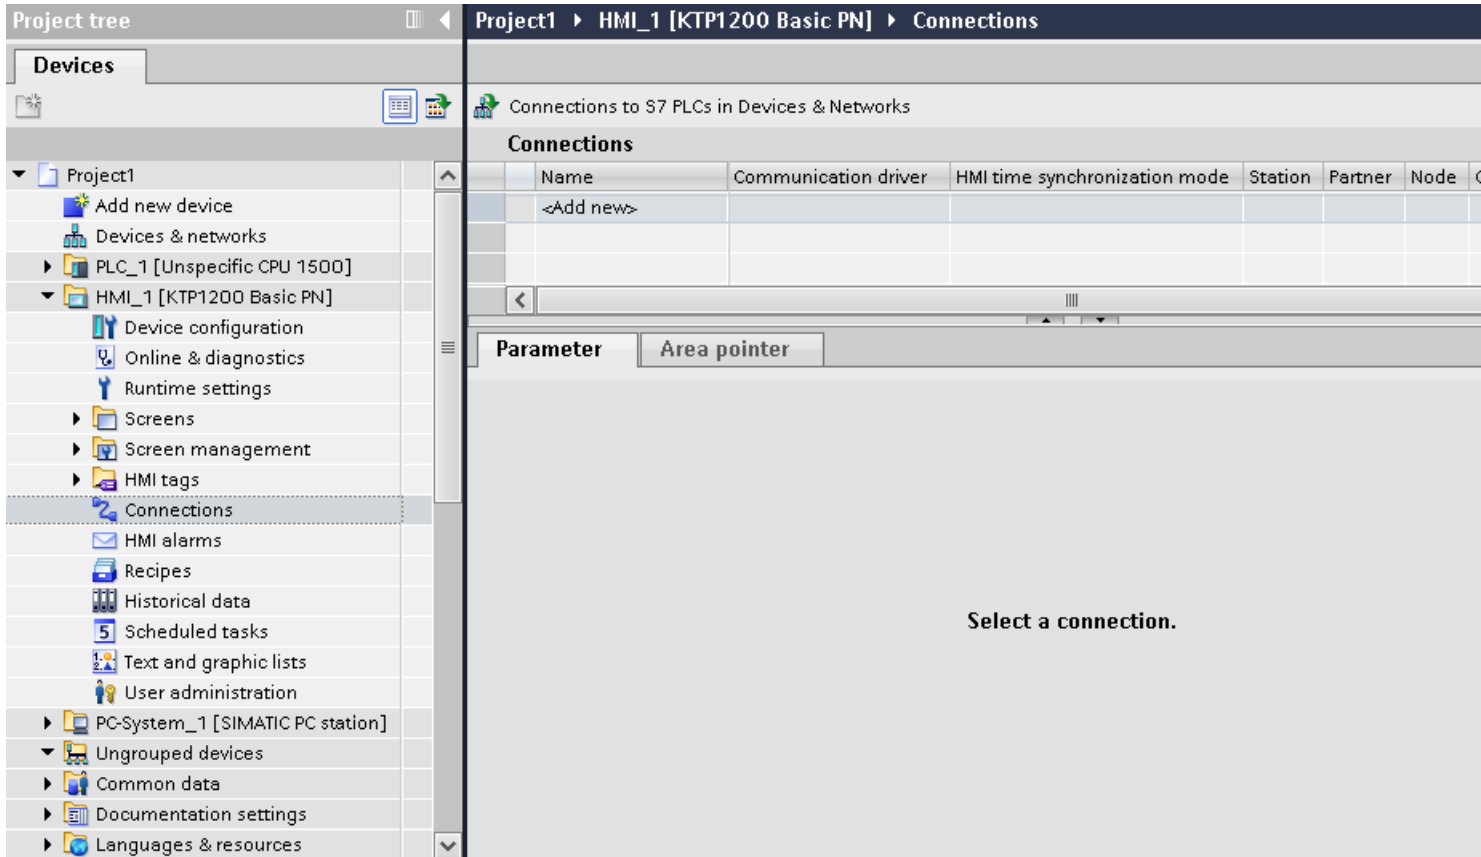 Project tree
Project1 HMI_1 [KTP1200 Basic PN] Connections
Devices
Connections to S7 PLCs in Devices & Networks
Connections
Name Communication driver HMI time synchronization mode Station Partner Node
<Add new>
Parameter Area pointer
Select a connection.
Project1
Add new device
Devices & networks
PLC_1 [Unspecific CPU 1500]
HMI_1 [KTP1200 Basic PN]
Device configuration
Online & diagnostics
Runtime settings
Screens
Screen management
HMI tags
Connections
HMI alarms
Recipes
Historical data
Scheduled tasks
Text and graphic lists
User administration
PC-System_1 [SIMATIC PC station]
Ungrouped devices
Common data
Documentation settings
Languages & resources